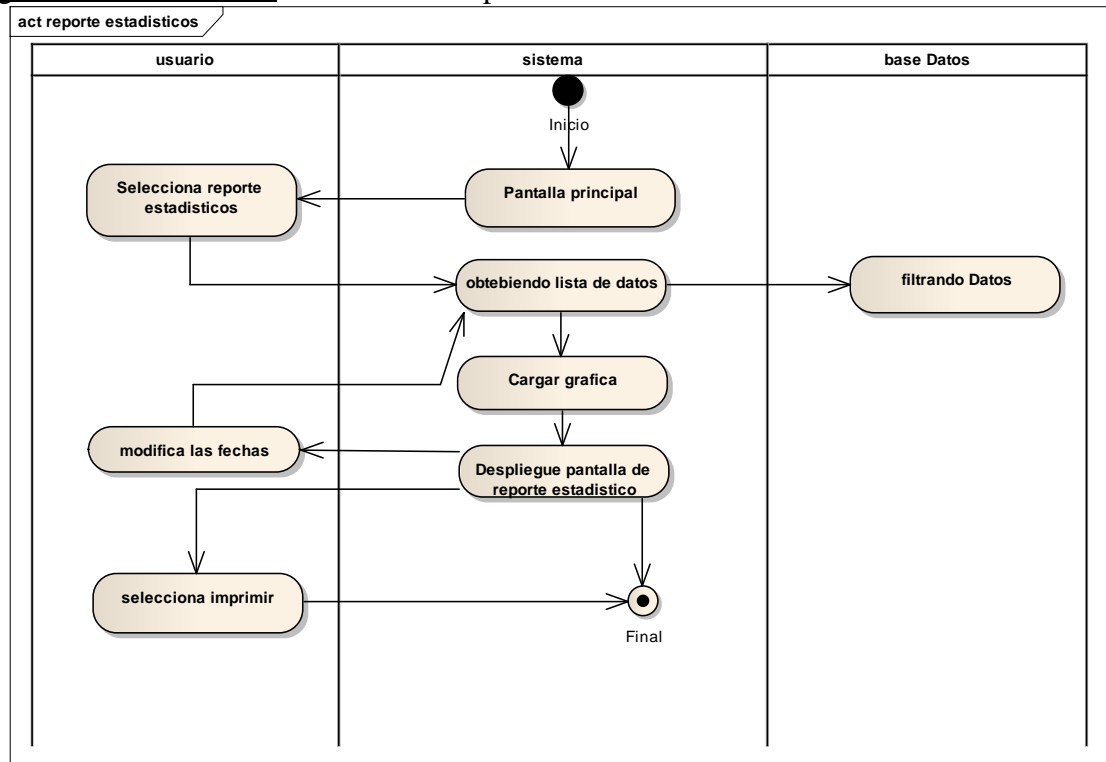 act reporte estadisticos
usuario
sistema
base Datos
Inicio
Selecciona reporte
estadisticos
Pantalla principal
obtebiendo lista de datos
filtrando Datos
Cargar grafica
modifica las fechas
Despliegue pantalla de
reporte estadistico
selecciona imprimir
Final